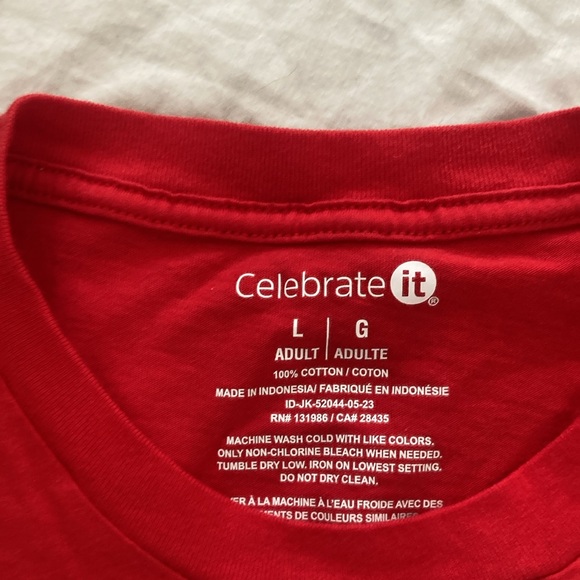 Celebrate it®
L | G
ADULT | ADULTE
100% COTTON / COTON
MADE IN INDONESIA/ FABRIQUÉ EN INDONÉSIE
ID-JK-52044-05-23
RN# 131986 / CA# 28435
MACHINE WASH COLD WITH LIKE COLORS.
ONLY NON-CHLORINE BLEACH WHEN NEEDED.
TUMBLE DRY LOW. IRON ON LOWEST SETTING.
DO NOT DRY CLEAN.
À LA MACHINE À L'EAU FROIDE AVEC DES
DE COULEURS SIMILAIRES